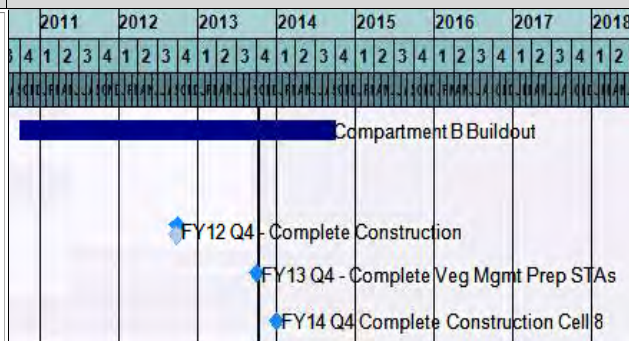 2011 2012 2013 2014 2015 2016 2017 2018
4 1 2 3 4 1 2 3 4 1 2 3 4 1 2 3 4 1 2 3 4 1 2 3 4 1 2 3 4 1
Compartment B Buildout
FY12 Q4 - Complete Construction
FY13 Q4 - Complete Veg Mgmt Prep STAs
FY14 Q4 Complete Construction Cell 8